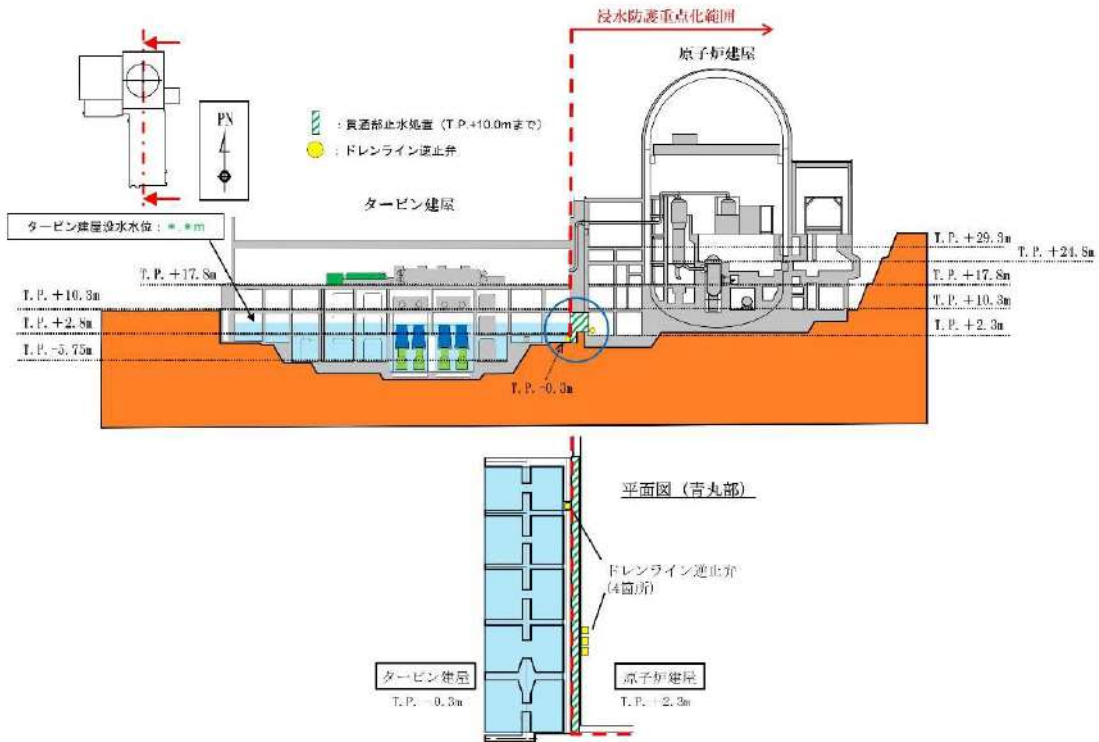 浸水防護重点化範囲
原子炉建屋
PN
：貫通部止水処置（T.P.+10.0mまで）
：ドレンライン逆止弁
タービン建屋
タービン建屋没水水位：*.*m
T.P.+29.3m
T.P.+24.8m
T.P.+17.8m
T.P.+17.8m
T.P.+10.3m
T.P.+10.3m
T.P.+2.8m
T.P.+2.3m
T.P.-5.75m
T.P.-0.3m
平面図（青丸部）
ドレンライン逆止弁
(4箇所)
タービン建屋
原子炉建屋
T.P. -0.3m
T.P. +2.3m